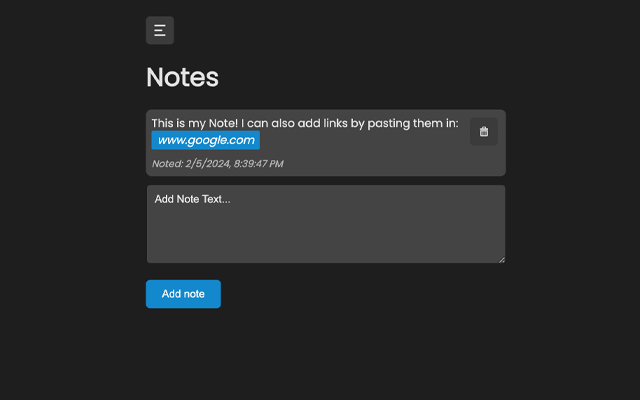 Notes
This is my Note! I can also add links by pasting them in:
www.google.com
Noted: 2/5/2024, 8:39:47 PM
Add Note Text...
Add note